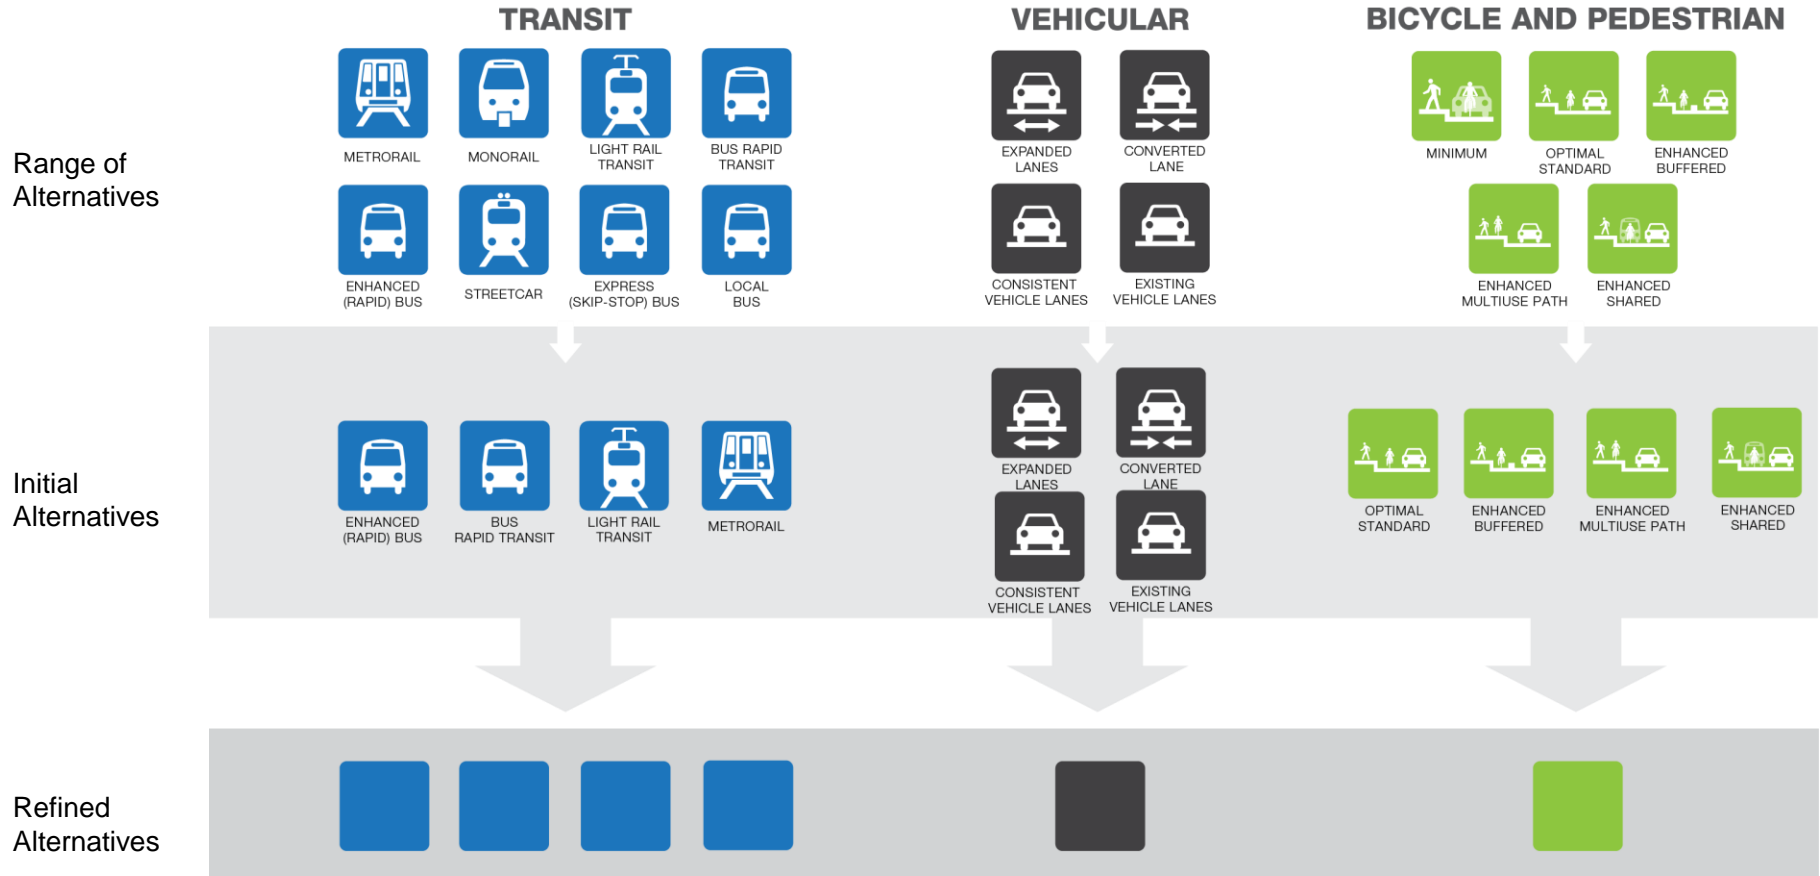 TRANSIT
VEHICULAR
BICYCLE AND PEDESTRIAN
Range of
Alternatives
METRORAIL
MONORAIL
LIGHT RAIL
TRANSIT
BUS RAPID
TRANSIT
ENHANCED
(RAPID) BUS
STREETCAR
EXPRESS
(SKIP-STOP) BUS
LOCAL
BUS
EXPANDED
LANES
CONVERTED
LANE
CONSISTENT
VEHICLE LANES
EXISTING
VEHICLE LANES
MINIMUM
OPTIMAL
STANDARD
ENHANCED
BUFFERED
ENHANCED
MULTIUSE PATH
ENHANCED
SHARED
Initial
Alternatives
ENHANCED
(RAPID) BUS
BUS
RAPID TRANSIT
LIGHT RAIL
TRANSIT
METRORAIL
EXPANDED
LANES
CONVERTED
LANE
CONSISTENT
VEHICLE LANES
EXISTING
VEHICLE LANES
OPTIMAL
STANDARD
ENHANCED
BUFFERED
ENHANCED
MULTIUSE PATH
ENHANCED
SHARED
Refined
Alternatives